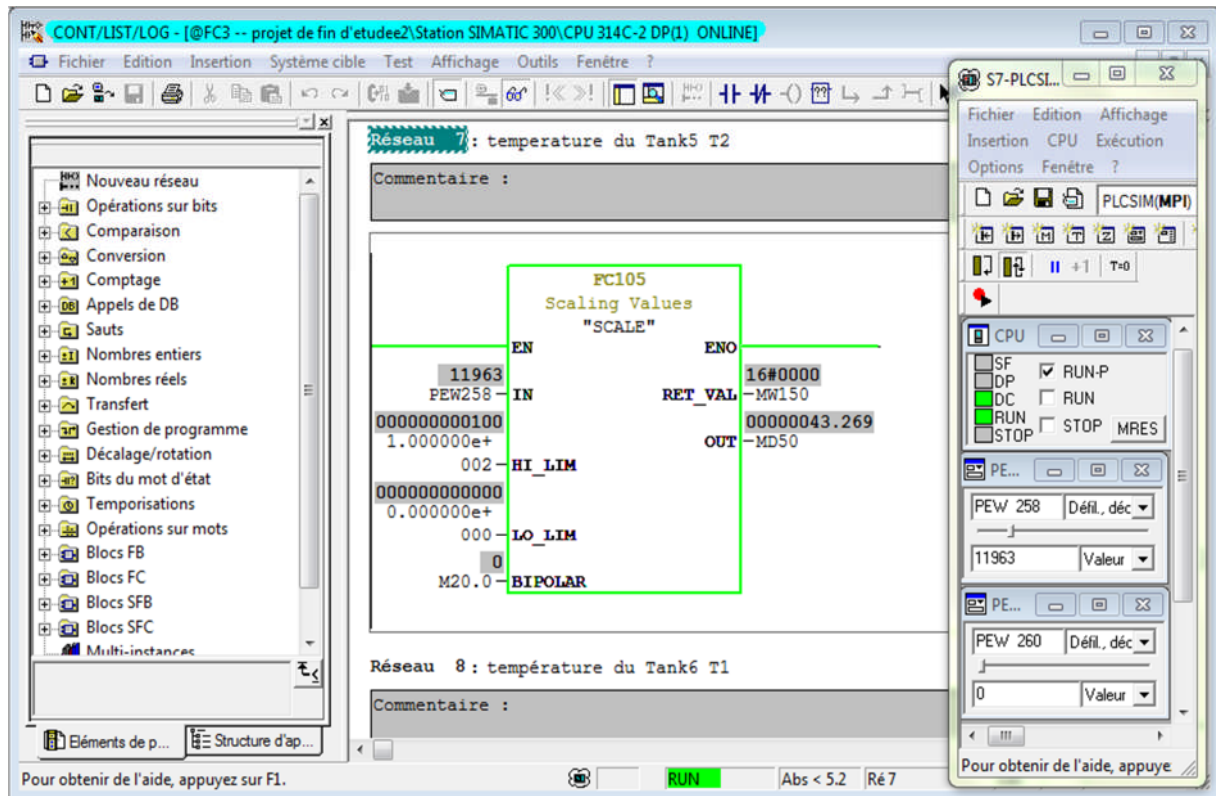 CONT/LIST/LOG - [@FC3 -- projet de fin d'etudee2\Station SIMATIC 300\CPU 314C-2 DP(1) ONLINE]
Fichier Edition Insertion Système cible Test Affichage Outils Fenêtre ?
Nouveau réseau
Opérations sur bits
Comparaison
Conversion
Comptage
Appels de DB
Sauts
Nombres entiers
Nombres réels
Transfert
Gestion de programme
Décalage/rotation
Bits du mot d'état
Temporisations
Opérations sur mots
Blocs FB
Blocs FC
Blocs SFB
Blocs SFC
Multi-instances
Eléments de p...
Structure d'ap...
Réseau 7 : temperature du Tank5 T2
Commentaire :
FC105
Scaling Values
"SCALE"
EN ENO
11963 16#0000
PEW258 IN RET_VAL MW150
000000000100 00000043.269
1.000000e+ OUT MD50
002 HI_LIM
000000000000
0.000000e+
000 LO_LIM
0
M20.0 BIPOLAR
Réseau 8 : température du Tank6 T1
Commentaire :
S7-PLCSI...
Fichier Edition Affichage
Insertion CPU Exécution
Options Fenêtre ?
PLCSIM(MPI)
+1 T=0
CPU
SF
DP
DC
RUN
STOP
RUN-P
RUN
STOP MRES
PE...
PEW 258 Défil., déc
11963 Valeur
PE...
PEW 260 Défil., déc
0 Valeur
Pour obtenir de l'aide, appuye
Pour obtenir de l'aide, appuyez sur F1.
RUN Abs < 5.2 Ré 7